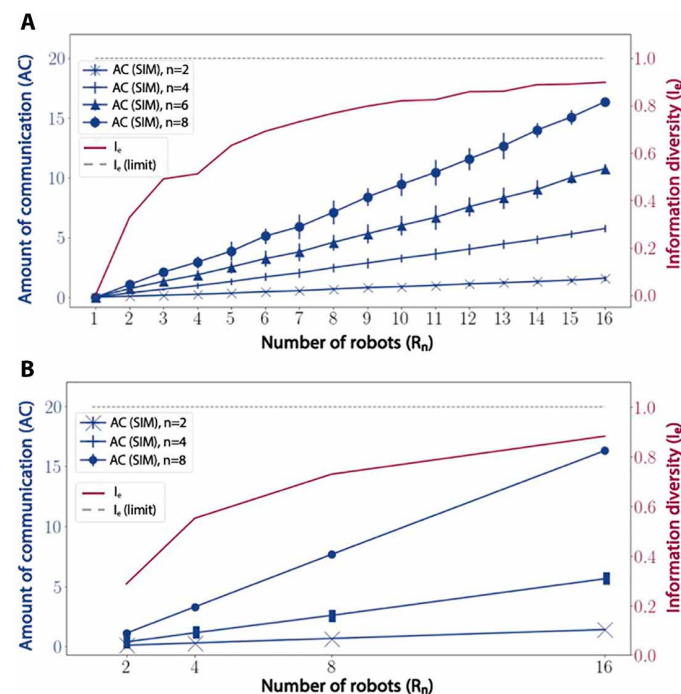 A
Amount of communication (AC)
20
15
10
5
0
AC (SIM), n=2
AC (SIM), n=4
AC (SIM), n=6
AC (SIM), n=8
Iₑ
Iₑ (limit)
1.0
0.8
0.6
0.4
0.2
0.0
Information diversity (Iₑ)
1 2 3 4 5 6 7 8 9 10 11 12 13 14 15 16
Number of robots (Rₙ)
B
Amount of communication (AC)
20
15
10
5
0
AC (SIM), n=2
AC (SIM), n=4
AC (SIM), n=8
Iₑ
Iₑ (limit)
1.0
0.8
0.6
0.4
0.2
0.0
Information diversity (Iₑ)
2 4 8 16
Number of robots (Rₙ)